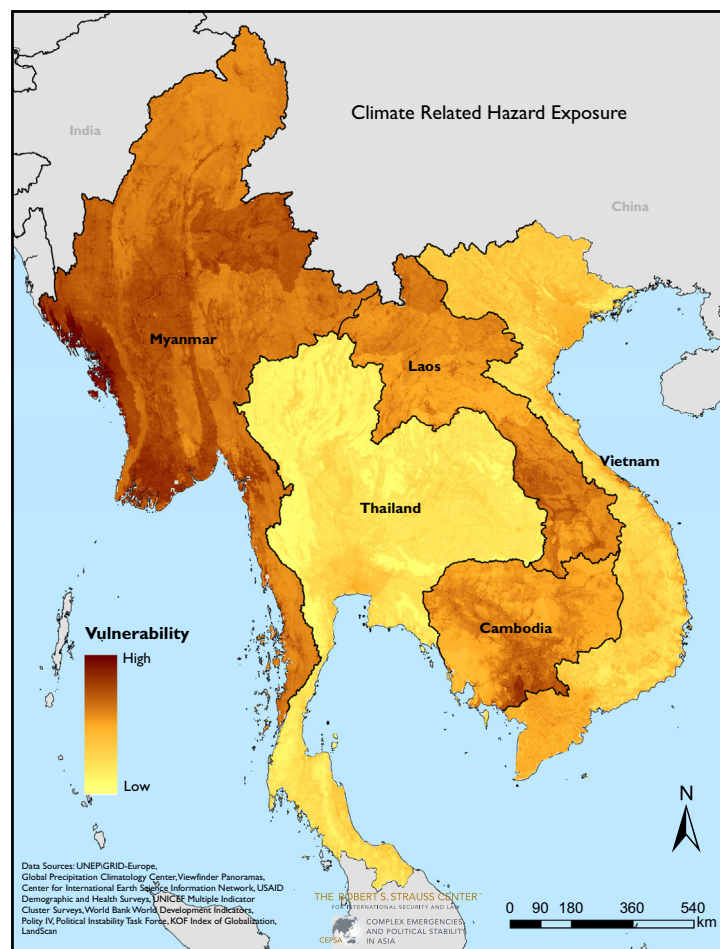 Climate Related Hazard Exposure
India
China
Myanmar
Laos
Vietnam
Thailand
Cambodia
Vulnerability
High
Low
N
0 90 180 360 540
km
Data Sources: UNEP\GRID-Europe,
Global Precipitation Climatology Center,Viewfinder Panoramas,
Center for International Earth Science Information Network, USAID
Demographic and Health Surveys, UNICEF Multiple Indicator
Cluster Surveys, World Bank World Development Indicators,
Polity IV, Political Instability Task Force, KOF Index of Globalization,
LandScan
THE ROBERT S. STRAUSS CENTER™
FOR INTERNATIONAL SECURITY AND LAW
CEPSA
COMPLEX EMERGENCIES
AND POLITICAL STABILITY
IN ASIA